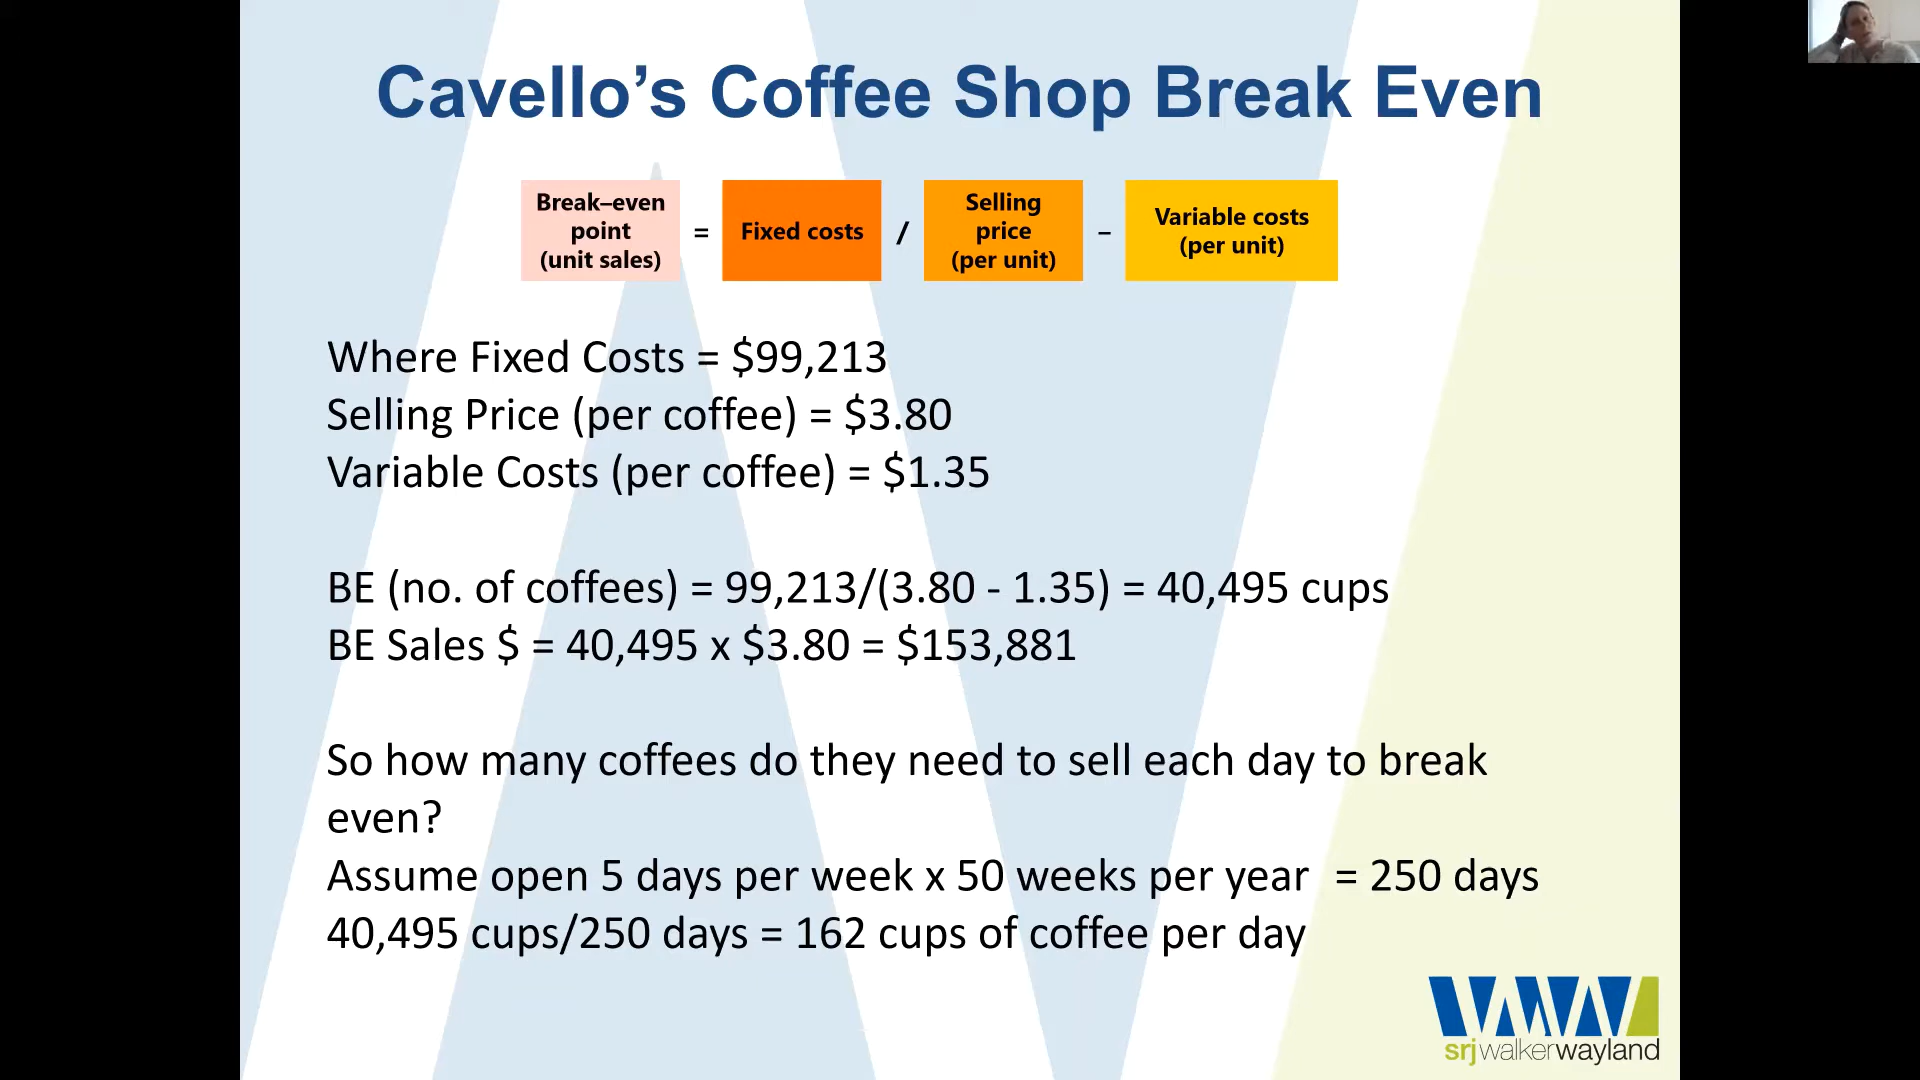 Cavello’s Coffee Shop Break Even
Break–even
point
(unit sales)
=
Fixed costs
/
Selling
price
(per unit)
–
Variable costs
(per unit)
Where Fixed Costs = $99,213
Selling Price (per coffee) = $3.80
Variable Costs (per coffee) = $1.35
BE (no. of coffees) = 99,213/(3.80 - 1.35) = 40,495 cups
BE Sales $ = 40,495 x $3.80 = $153,881
So how many coffees do they need to sell each day to break
even?
Assume open 5 days per week x 50 weeks per year = 250 days
40,495 cups/250 days = 162 cups of coffee per day
srjwalkerwayland